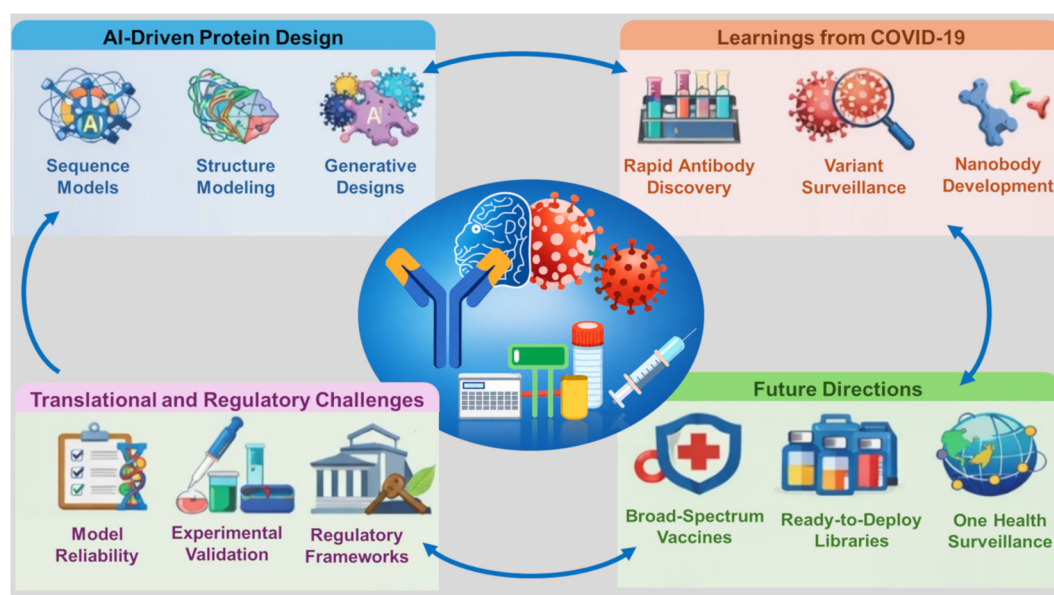 AI-Driven Protein Design
AI
AI
Sequence
Models
Structure
Modeling
Generative
Designs
Learnings from COVID-19
Rapid Antibody
Discovery
Variant
Surveillance
Nanobody
Development
Translational and Regulatory Challenges
Model
Reliability
Experimental
Validation
Regulatory
Frameworks
Future Directions
Broad-Spectrum
Vaccines
Ready-to-Deploy
Libraries
One Health
Surveillance